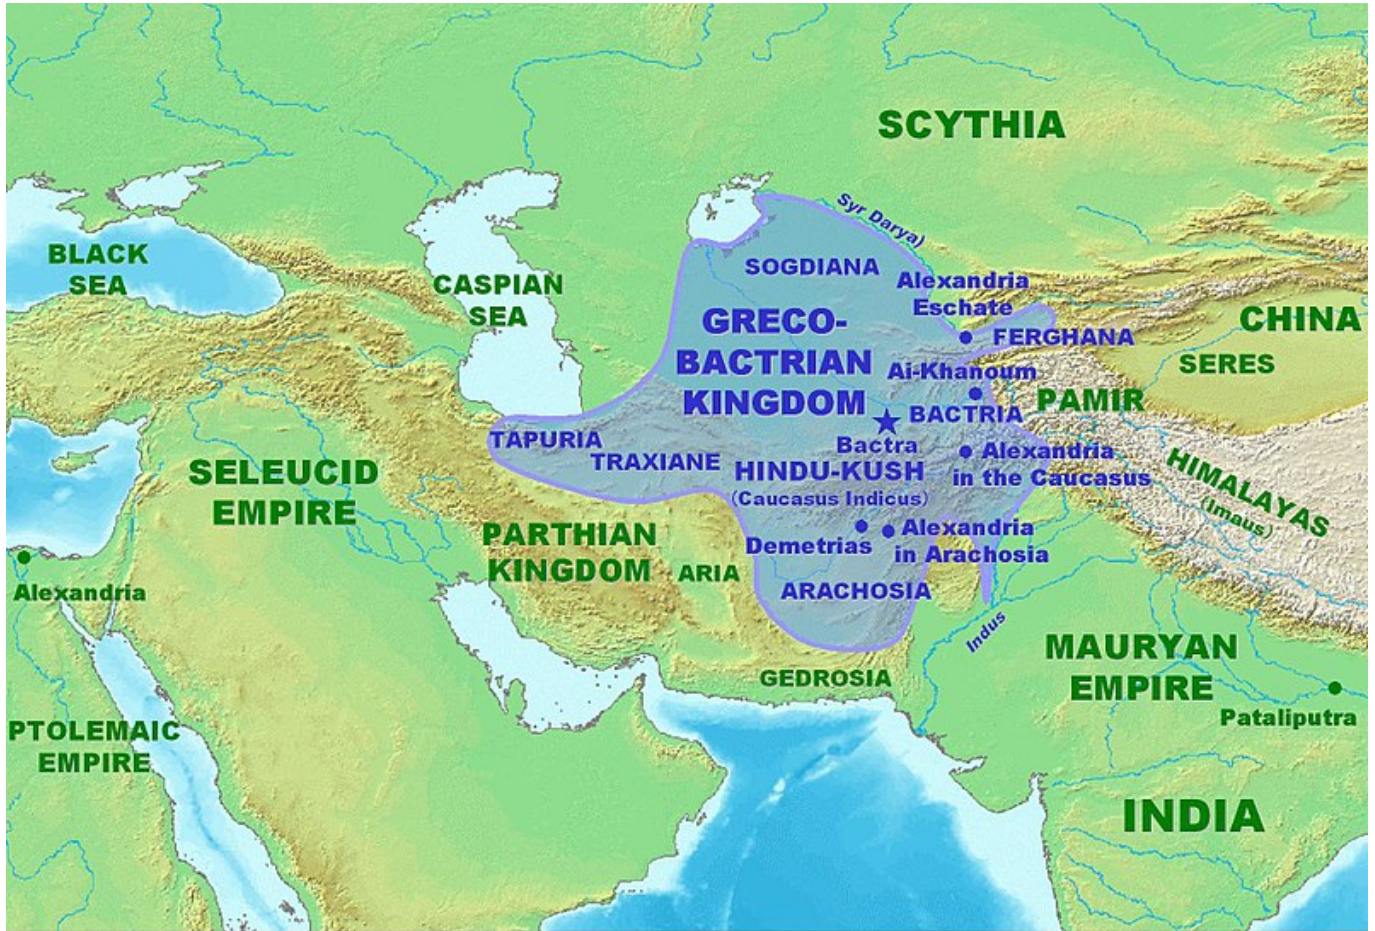 SCYTHIA
Syr Darya)
BLACK
SEA
CASPIAN
SEA
SOGDIANA
Alexandria
Eschate
GRECO-
BACTRIAN
KINGDOM
FERGHANA
CHINA
SERES
Ai-Khanoum
PAMIR
BACTRIA
Bactra
TAPURIA
TRAXIANE
HINDU-KUSH
(Caucasus Indicus)
Alexandria
in the Caucasus
HIMALAYAS
(Imaus)
SELEUCID
EMPIRE
PARTHIAN
KINGDOM
ARIA
Demetrias
Alexandria
in Arachosia
ARACHOSIA
Alexandria
Indus
MAURYAN
EMPIRE
GEDROSIA
Pataliputra
PTOLEMAIC
EMPIRE
INDIA